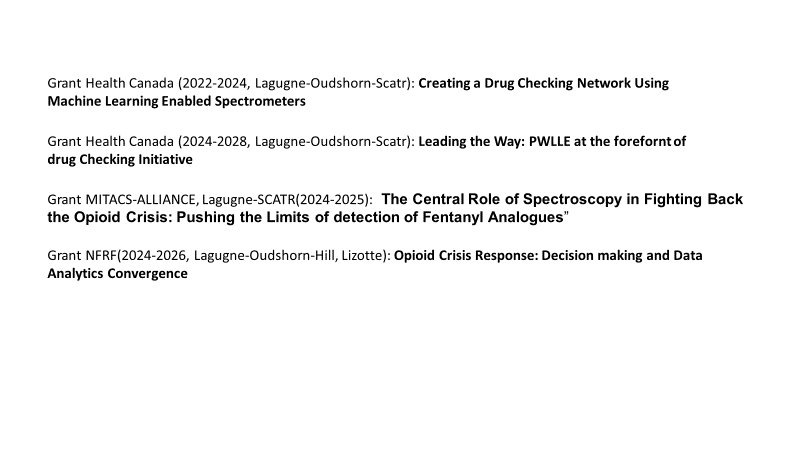 Grant Health Canada (2022-2024, Lagugne-Oudshorn-Scatr): Creating a Drug Checking Network Using
Machine Learning Enabled Spectrometers
Grant Health Canada (2024-2028, Lagugne-Oudshorn-Scatr): Leading the Way: PWLLE at the forefornt of
drug Checking Initiative
Grant MITACS-ALLIANCE, Lagugne-SCATR(2024-2025): The Central Role of Spectroscopy in Fighting Back
the Opioid Crisis: Pushing the Limits of detection of Fentanyl Analogues”
Grant NFRF(2024-2026, Lagugne-Oudshorn-Hill, Lizotte): Opioid Crisis Response: Decision making and Data
Analytics Convergence